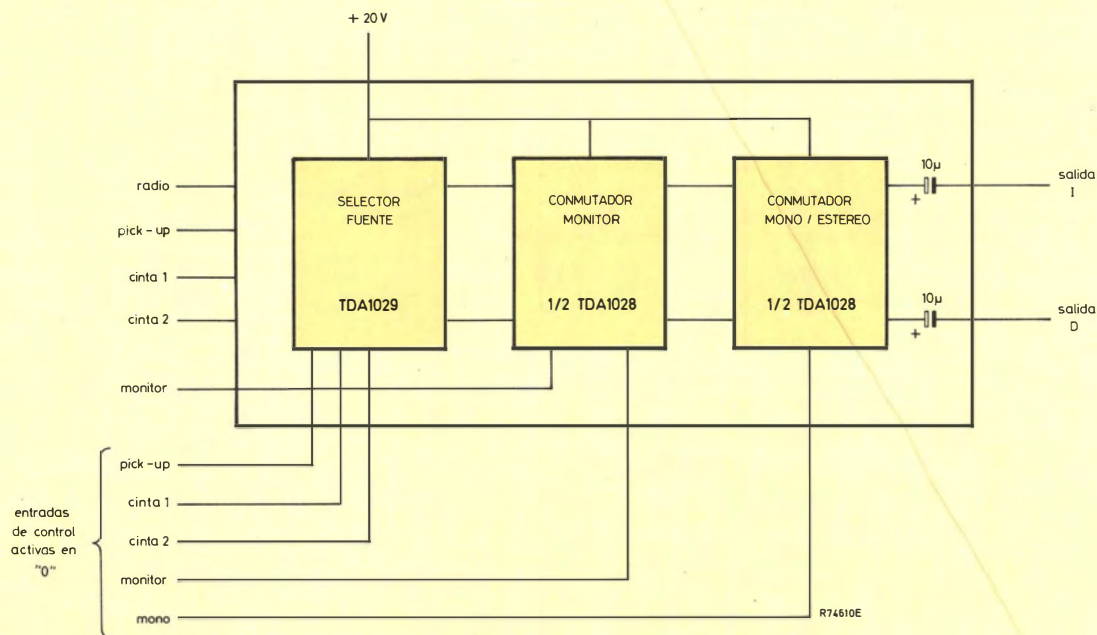 + 20 V
radio
pick-up
cinta 1
cinta 2
monitor
SELECTOR
FUENTE
TDA1029
CONMUTADOR
MONITOR
1/2 TDA1028
CONMUTADOR
MONO / ESTEREO
1/2 TDA1028
10µ
+
salida
I
10µ
+
salida
D
entradas
de control
activas en
"0"
pick-up
cinta 1
cinta 2
monitor
mono
R74610E